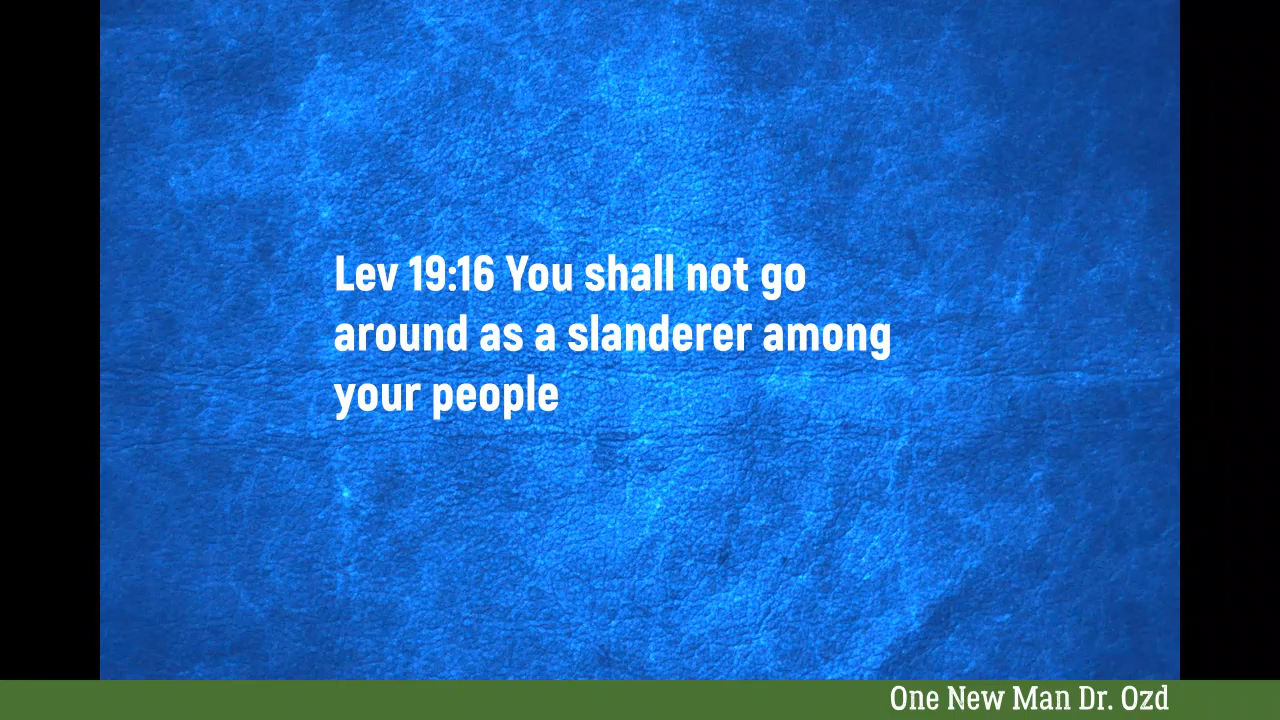 Lev 19:16 You shall not go
around as a slanderer among
your people
One New Man Dr. Ozd